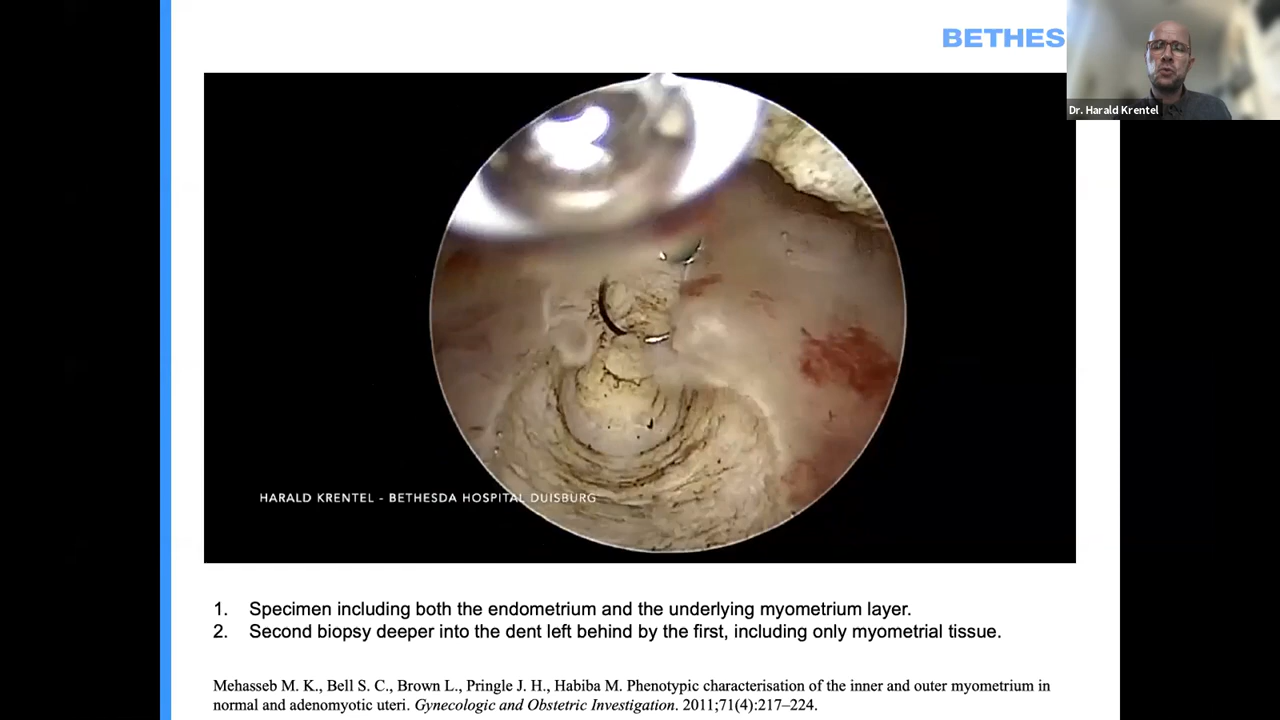 BETHES
Dr. Harald Krentel
HARALD KRENTEL - BETHESDA HOSPITAL DUISBURG
1. Specimen including both the endometrium and the underlying myometrium layer.
2. Second biopsy deeper into the dent left behind by the first, including only myometrial tissue.
Mehasseb M. K., Bell S. C., Brown L., Pringle J. H., Habiba M. Phenotypic characterisation of the inner and outer myometrium in
normal and adenomyotic uteri. Gynecologic and Obstetric Investigation. 2011;71(4):217–224.